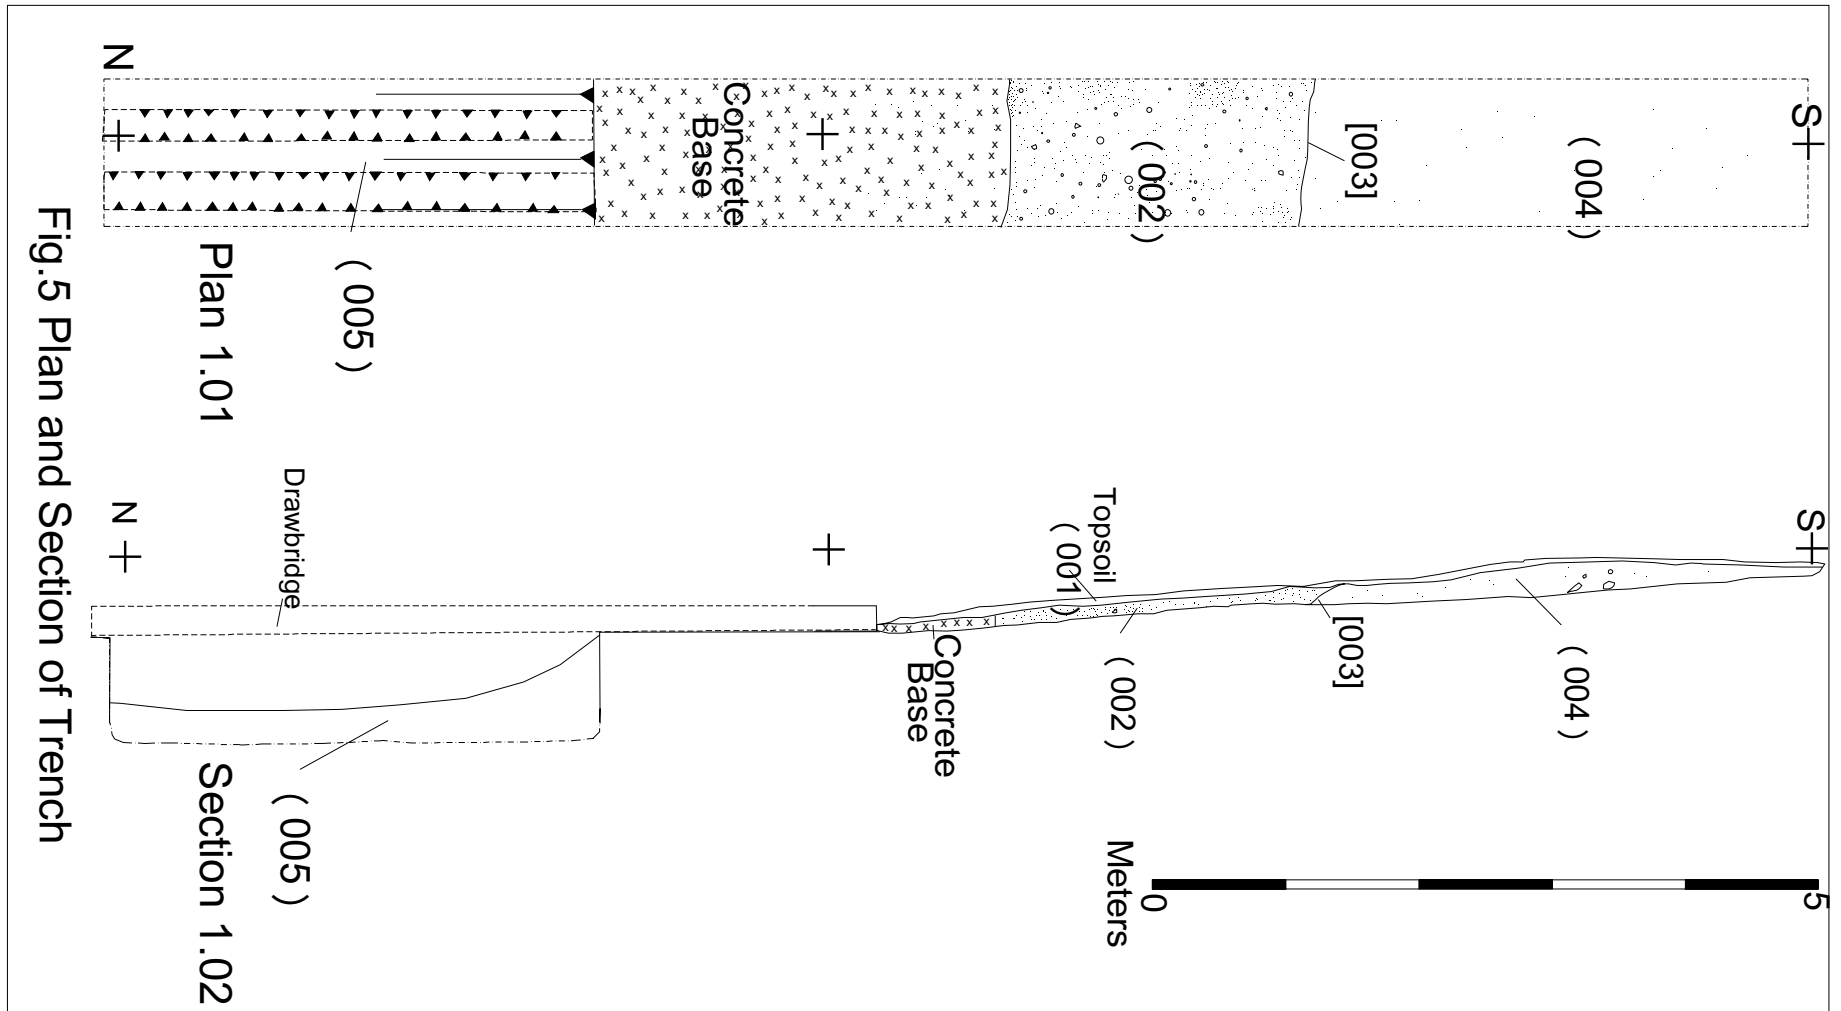 N
S
Concrete
Base
( 002 )
[003]
( 004 )
( 005 )
Plan 1.01
N
S
Drawbridge
Topsoil
( 001 )
Concrete
Base
( 002 )
[003]
( 004 )
( 005 )
Section 1.02
0
5
Meters
Fig.5 Plan and Section of Trench